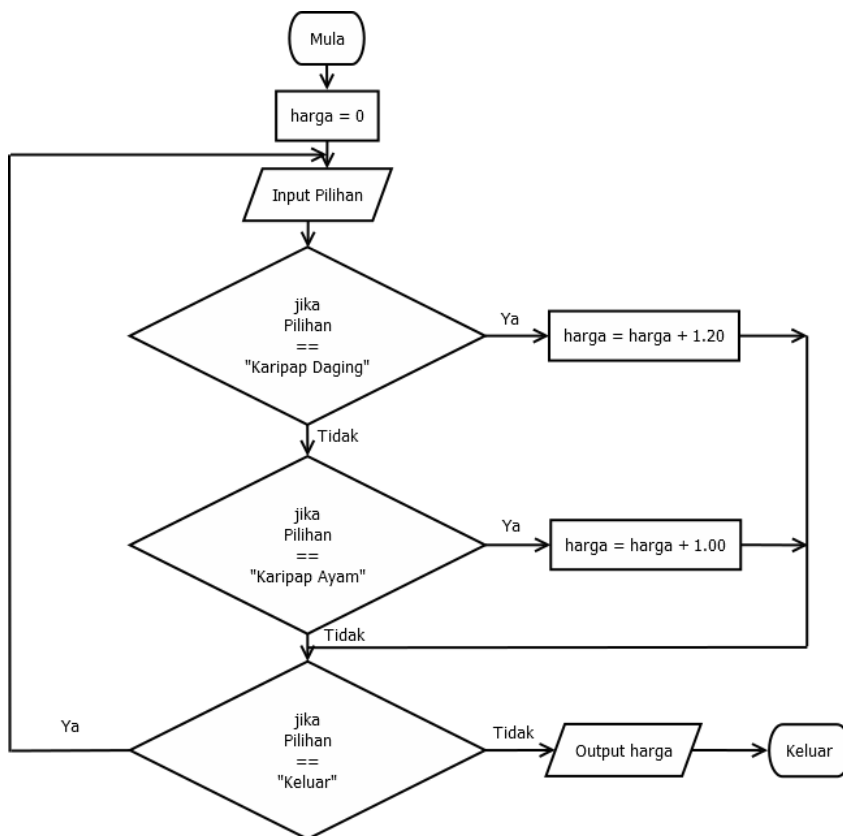 Mula
harga = 0
Input Pilihan
jika
Pilihan
==
"Karipap Daging"
Ya
harga = harga + 1.20
Tidak
jika
Pilihan
==
"Karipap Ayam"
Ya
harga = harga + 1.00
Tidak
jika
Pilihan
==
"Keluar"
Ya
Tidak
Output harga
Keluar